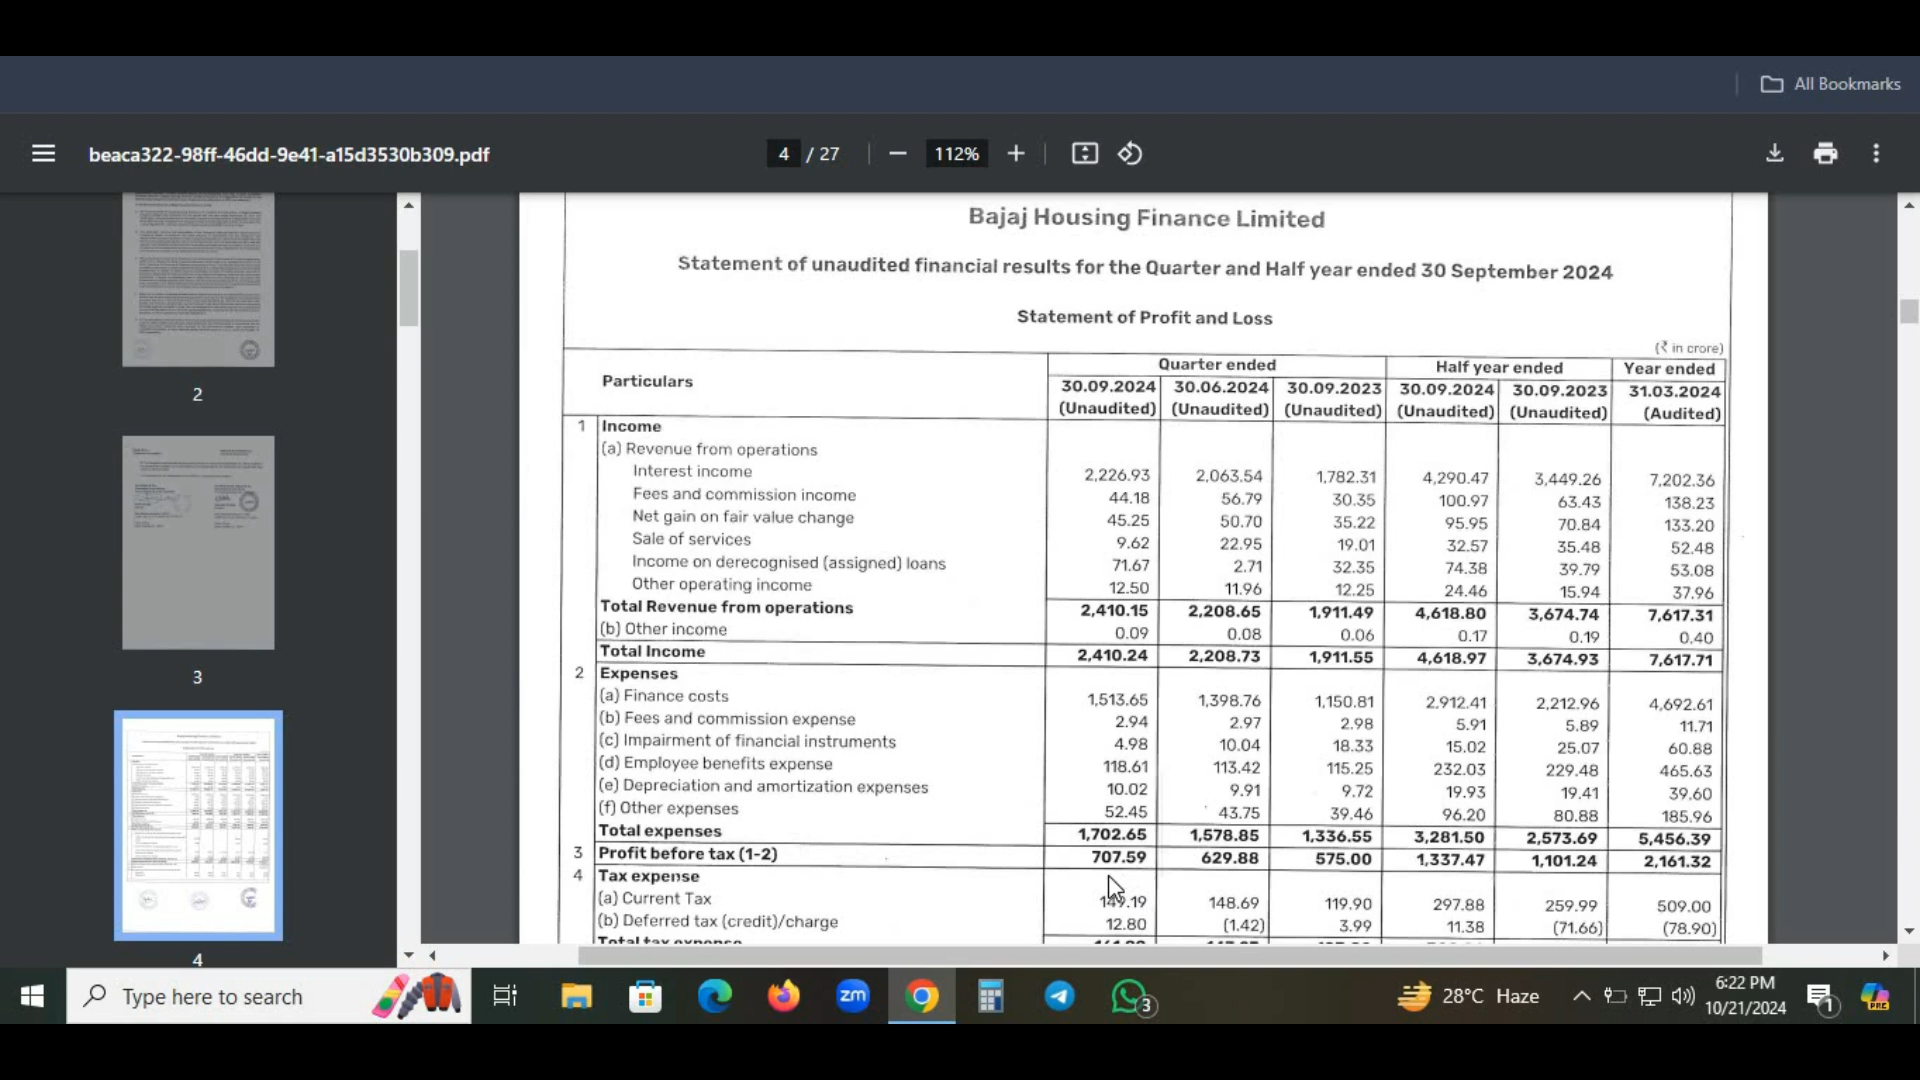 All Bookmarks
beaca322-98ff-46dd-9e41-a15d3530b309.pdf
4 / 27
112%
2
3
4
Bajaj Housing Finance Limited
Statement of unaudited financial results for the Quarter and Half year ended 30 September 2024
Statement of Profit and Loss
(₹ in crore)
Particulars Quarter ended Half year ended Year ended
30.09.2024 30.06.2024 30.09.2023 30.09.2024 30.09.2023 31.03.2024
(Unaudited) (Unaudited) (Unaudited) (Unaudited) (Unaudited) (Audited)
1 Income
(a) Revenue from operations
Interest income 2,226.93 2,063.54 1,782.31 4,290.47 3,449.26 7,202.36
Fees and commission income 44.18 56.79 30.35 100.97 63.43 138.23
Net gain on fair value change 45.25 50.70 35.22 95.95 70.84 133.20
Sale of services 9.62 22.95 19.01 32.57 35.48 52.48
Income on derecognised (assigned) loans 71.67 2.71 32.35 74.38 39.79 53.08
Other operating income 12.50 11.96 12.25 24.46 15.94 37.96
Total Revenue from operations 2,410.15 2,208.65 1,911.49 4,618.80 3,674.74 7,617.31
(b) Other income 0.09 0.08 0.06 0.17 0.19 0.40
Total Income 2,410.24 2,208.73 1,911.55 4,618.97 3,674.93 7,617.71
2 Expenses
(a) Finance costs 1,513.65 1,398.76 1,150.81 2,912.41 2,212.96 4,692.61
(b) Fees and commission expense 2.94 2.97 2.98 5.91 5.89 11.71
(c) Impairment of financial instruments 4.98 10.04 18.33 15.02 25.07 60.88
(d) Employee benefits expense 118.61 113.42 115.25 232.03 229.48 465.63
(e) Depreciation and amortization expenses 10.02 9.91 9.72 19.93 19.41 39.60
(f) Other expenses 52.45 43.75 39.46 96.20 80.88 185.96
Total expenses 1,702.65 1,578.85 1,336.55 3,281.50 2,573.69 5,456.39
3 Profit before tax (1-2) 707.59 629.88 575.00 1,337.47 1,101.24 2,161.32
4 Tax expense
(a) Current Tax 149.19 148.69 119.90 297.88 259.99 509.00
(b) Deferred tax (credit)/charge 12.80 (1.42) 3.99 11.38 (71.66) (78.90)
Total tax expense
Type here to search
zm
3
28°C Haze
6:22 PM
10/21/2024
1
PRE